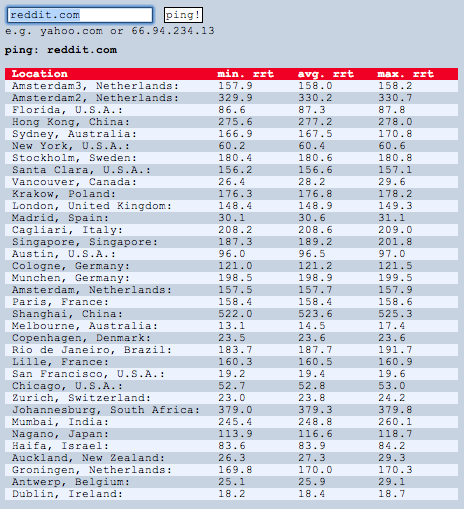 reddit.com ping!
e.g. yahoo.com or 66.94.234.13
ping: reddit.com
Location min. rrt avg. rrt max. rrt
Amsterdam3, Netherlands: 157.9 158.0 158.2
Amsterdam2, Netherlands: 329.9 330.2 330.7
Florida, U.S.A.: 86.6 87.3 87.8
Hong Kong, China: 275.6 277.2 278.0
Sydney, Australia: 166.9 167.5 170.8
New York, U.S.A.: 60.2 60.4 60.6
Stockholm, Sweden: 180.4 180.6 180.8
Santa Clara, U.S.A.: 156.2 156.6 157.1
Vancouver, Canada: 26.4 28.2 29.6
Krakow, Poland: 176.3 176.8 178.2
London, United Kingdom: 148.4 148.9 149.3
Madrid, Spain: 30.1 30.6 31.1
Cagliari, Italy: 208.2 208.6 209.0
Singapore, Singapore: 187.3 189.2 201.8
Austin, U.S.A.: 96.0 96.5 97.0
Cologne, Germany: 121.0 121.2 121.5
Munchen, Germany: 198.5 198.9 199.5
Amsterdam, Netherlands: 157.5 157.7 157.9
Paris, France: 158.4 158.4 158.6
Shanghai, China: 522.0 523.6 525.3
Melbourne, Australia: 13.1 14.5 17.4
Copenhagen, Denmark: 23.5 23.6 23.6
Rio de Janeiro, Brazil: 183.7 187.7 191.7
Lille, France: 160.3 160.5 160.9
San Francisco, U.S.A.: 19.2 19.4 19.6
Chicago, U.S.A.: 52.7 52.8 53.0
Zurich, Switzerland: 23.0 23.8 24.2
Johannesburg, South Africa: 379.0 379.3 379.8
Mumbai, India: 245.4 248.8 260.1
Nagano, Japan: 113.9 116.6 118.7
Haifa, Israel: 83.6 83.9 84.2
Auckland, New Zealand: 26.3 27.3 29.3
Groningen, Netherlands: 169.8 170.0 170.3
Antwerp, Belgium: 25.1 25.9 29.1
Dublin, Ireland: 18.2 18.4 18.7